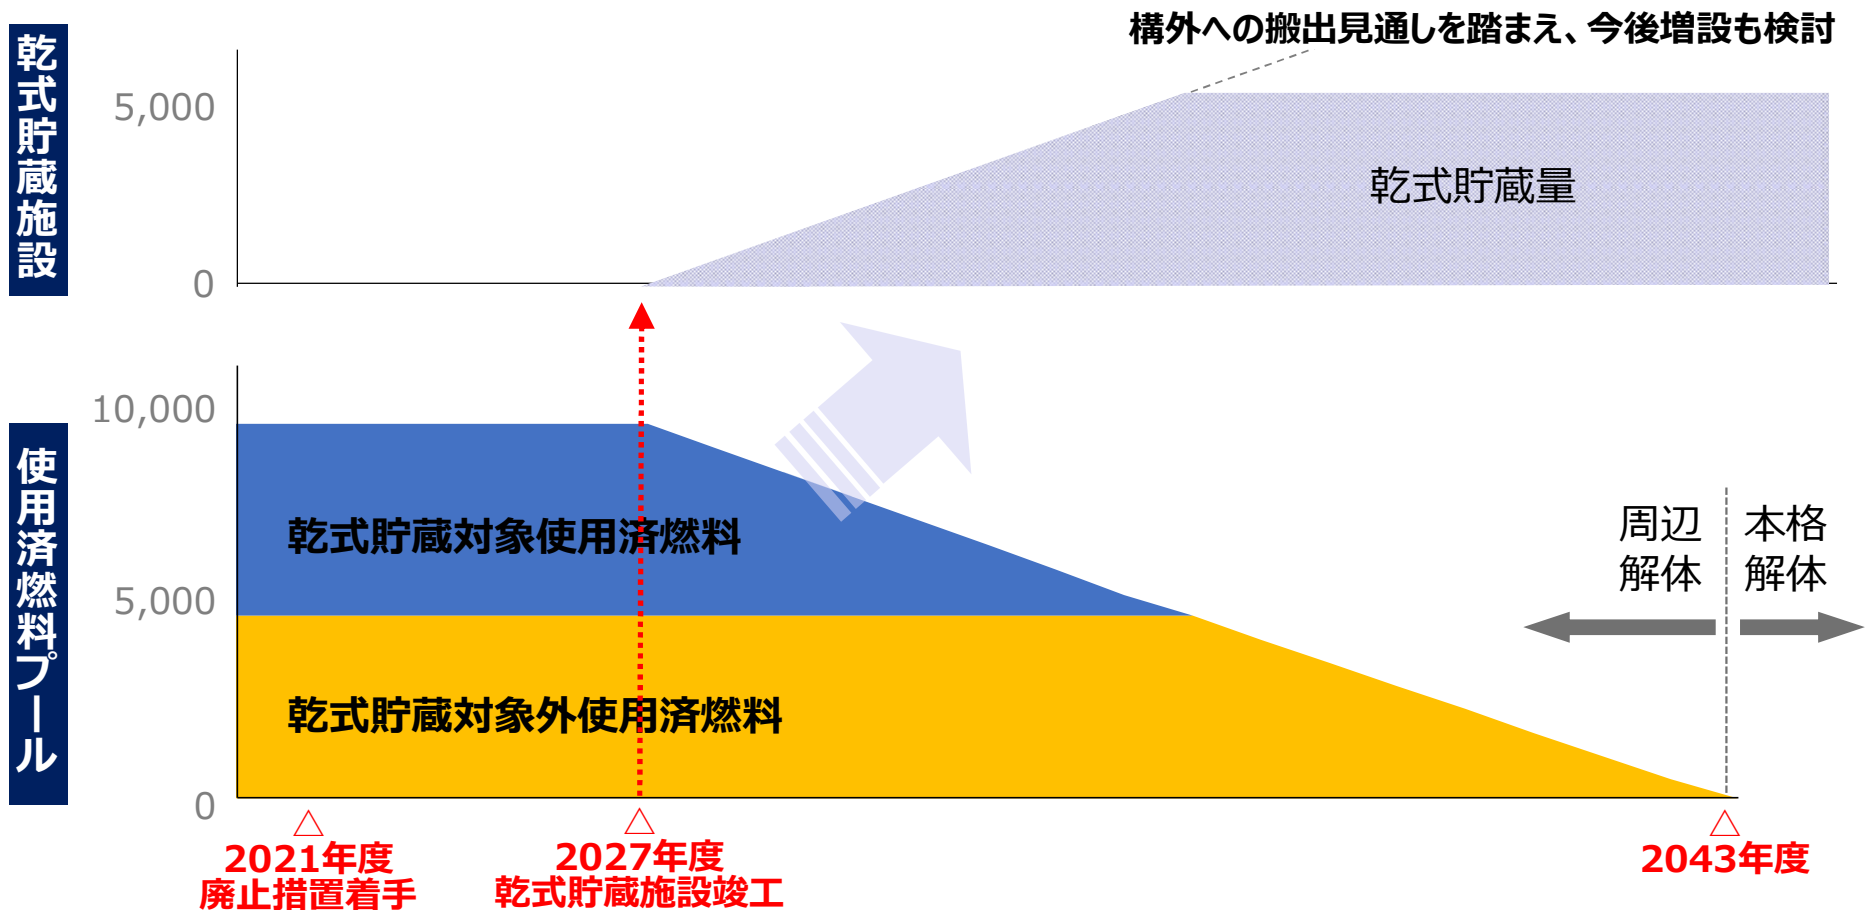 構外への搬出見通しを踏まえ、今後増設も検討
乾式貯蔵施設
5,000
0
乾式貯蔵量
使用済燃料プール
10,000
5,000
0
乾式貯蔵対象使用済燃料
乾式貯蔵対象外使用済燃料
周辺
解体
本格
解体
△
2021年度
廃止措置着手
△
2027年度
乾式貯蔵施設竣工
△
2043年度